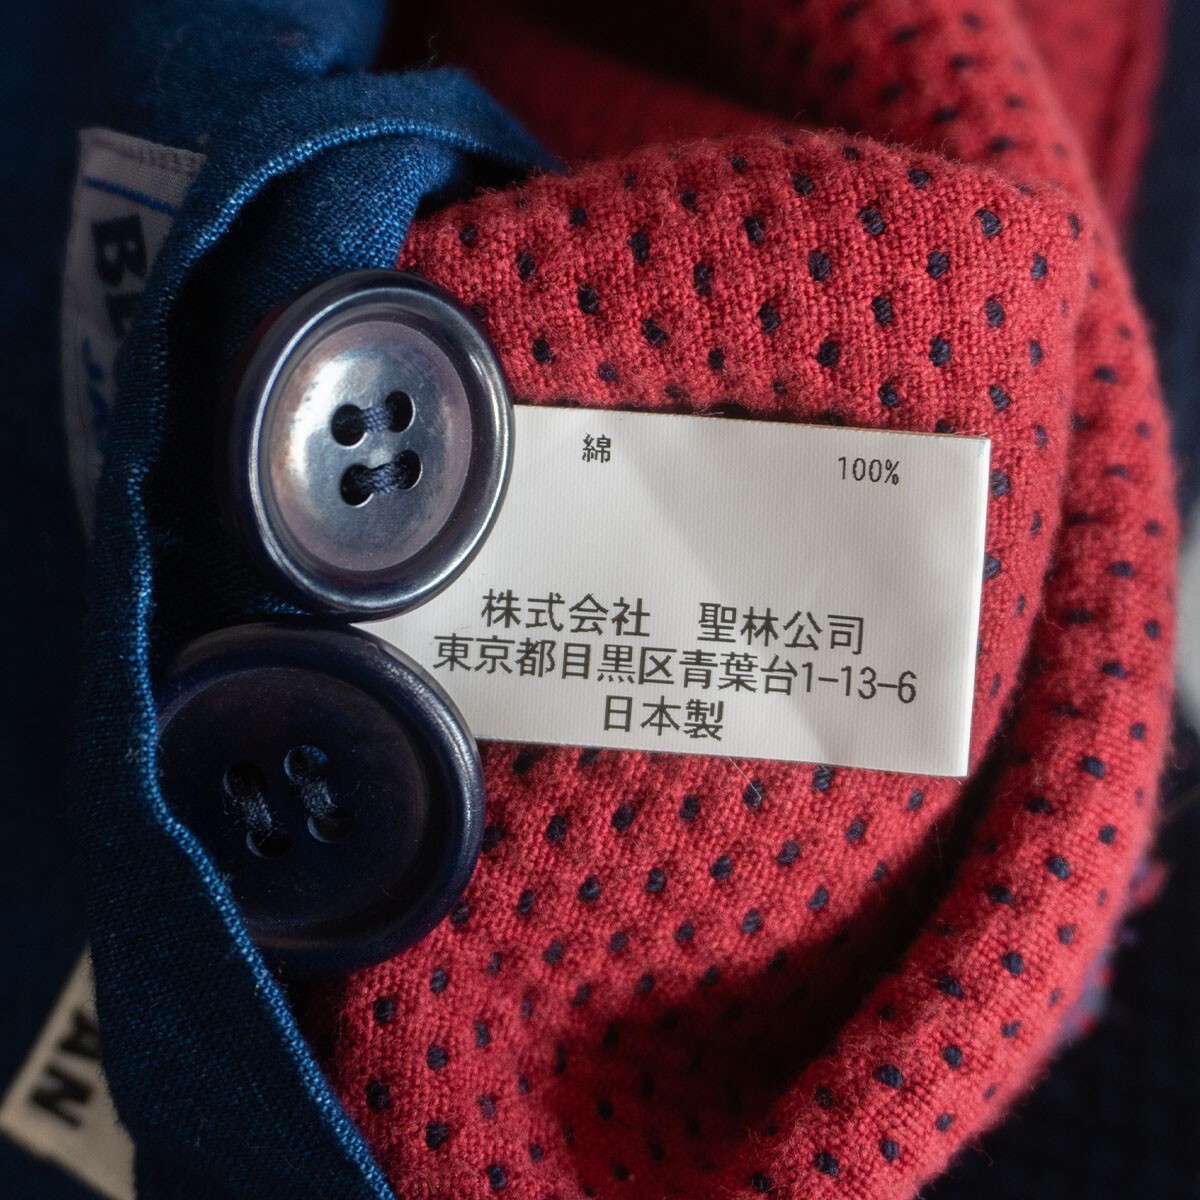 綿 100%
株式会社 聖林公司
東京都目黒区青葉台1-13-6
日本製